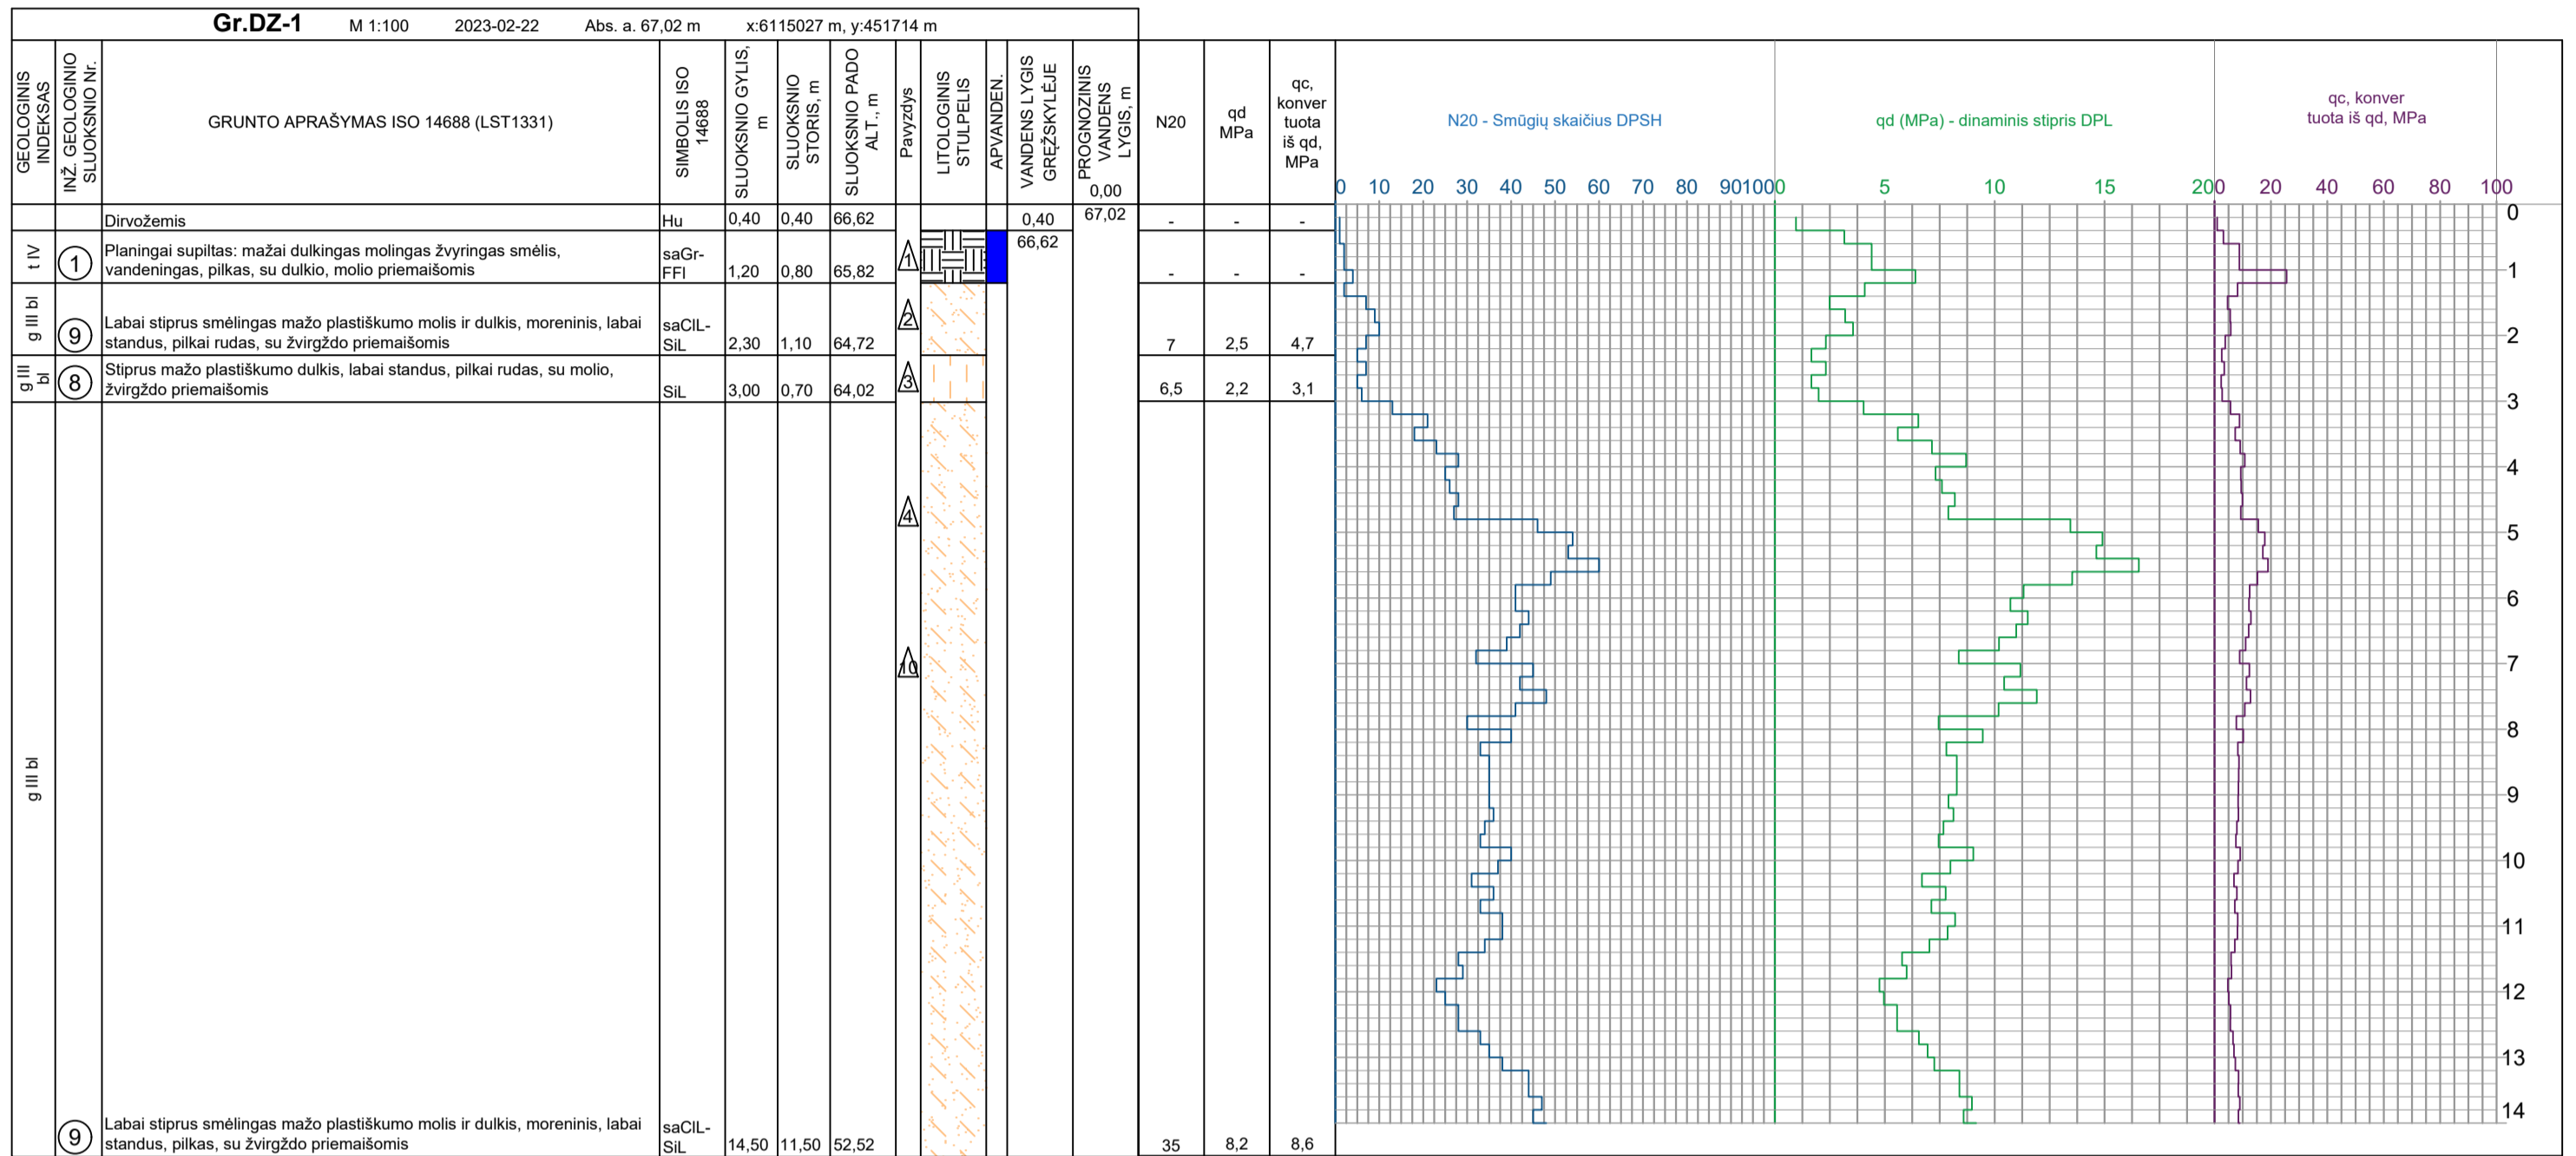 Gr.DZ-1 M 1:100 2023-02-22 Abs. a. 67,02 m x:6115027 m, y:451714 m
GEOLOGINIS
INDEKSAS
INŽ. GEOLOGINIO
SLUOKSNIO Nr.
GRUNTO APRAŠYMAS ISO 14688 (LST1331)
SIMBOLIS ISO
14688
SLUOKSNIO GYLIS,
m
SLUOKSNIO
STORIS, m
SLUOKSNIO PADO
ALT., m
Pavyzdys
LITOLOGINIS
STULPELIS
APVANDEN.
VANDENS LYGIS
GRĘŽSKYLĖJE
PROGNOZINIS
VANDENS
LYGIS, m
0,00
N20
qd
MPa
qc,
konver
tuota
iš qd,
MPa
N20 - Smūgių skaičius DPSH
qd (MPa) - dinaminis stipris DPL
qc, konver
tuota iš qd, MPa
0 10 20 30 40 50 60 70 80 90 100
0 5 10 15 20
0 20 40 60 80 100
Dirvožemis Hu 0,40 0,40 66,62 0,40 67,02 - - -
66,62
t IV
1
Planingai supiltas: mažai dulkingas molingas žvyringas smėlis,
vandeningas, pilkas, su dulkio, molio priemaišomis
saGr-
FFI 1,20 0,80 65,82 - - -
1
g III bl
9
Labai stiprus smėlingas mažo plastiškumo molis ir dulkis, moreninis, labai
standus, pilkai rudas, su žvirgždo priemaišomis
saClL-
SiL 2,30 1,10 64,72 7 2,5 4,7
2
g III
bl
8
Stiprus mažo plastiškumo dulkis, labai standus, pilkai rudas, su molio,
žvirgždo priemaišomis
SiL 3,00 0,70 64,02 6,5 2,2 3,1
3
4
10
g III bl
9
Labai stiprus smėlingas mažo plastiškumo molis ir dulkis, moreninis, labai
standus, pilkas, su žvirgždo priemaišomis
saClL-
SiL 14,50 11,50 52,52 35 8,2 8,6
0
1
2
3
4
5
6
7
8
9
10
11
12
13
14